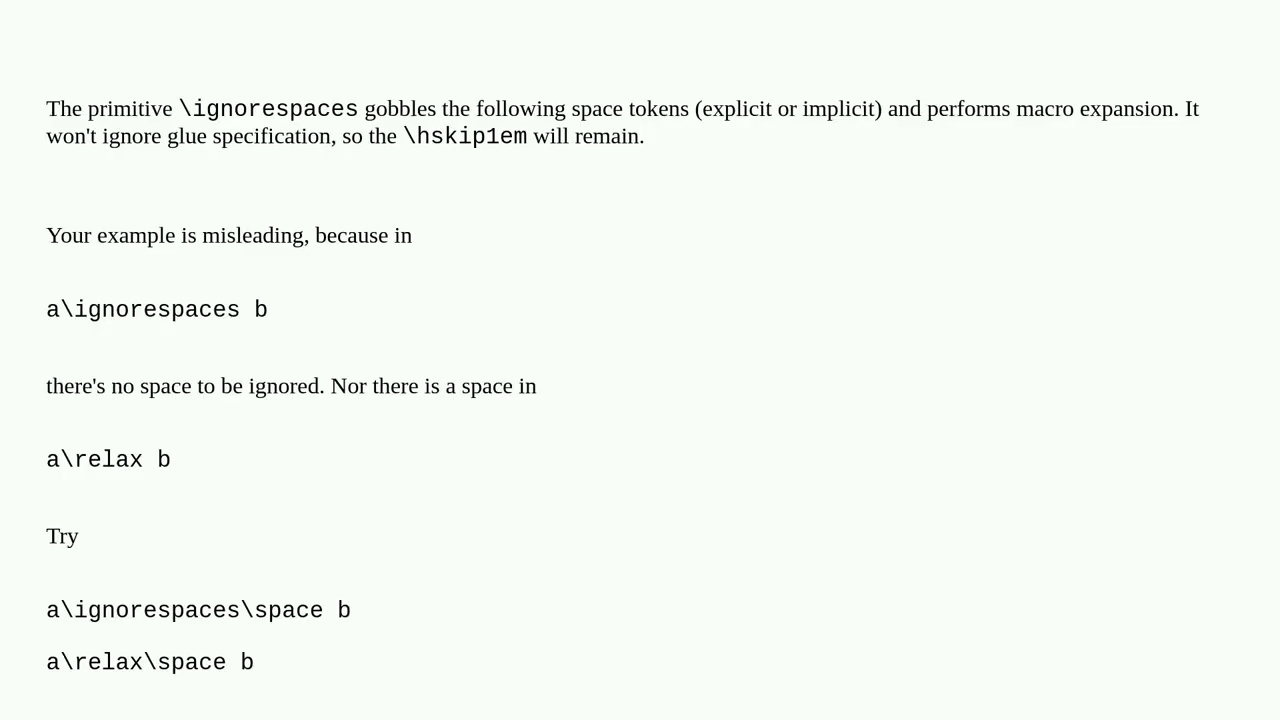 The primitive \ignorespaces gobbles the following space tokens (explicit or implicit) and performs macro expansion. It
won't ignore glue specification, so the \hskip1em will remain.
Your example is misleading, because in
a\ignorespaces b
there's no space to be ignored. Nor there is a space in
a\relax b
Try
a\ignorespaces\space b
a\relax\space b